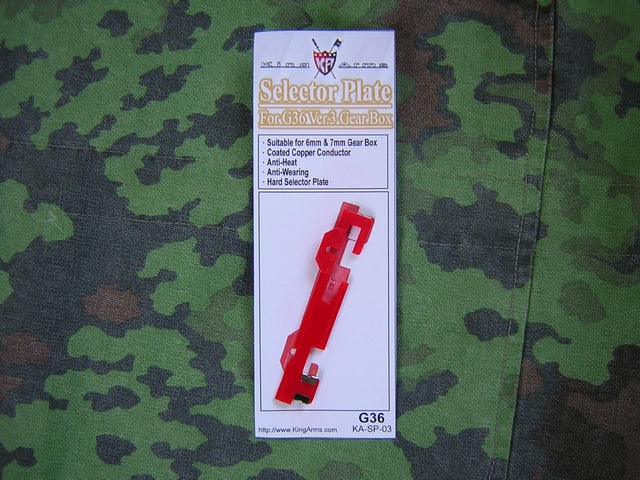 KA
King Arms
Selector Plate
For G36 Ver.3 Gear Box
· Suitable for 6mm & 7mm Gear Box
· Coated Copper Conductor
· Anti-Heat
· Anti-Wearing
· Hard Selector Plate
G36
http://www.KingArms.com KA-SP-03